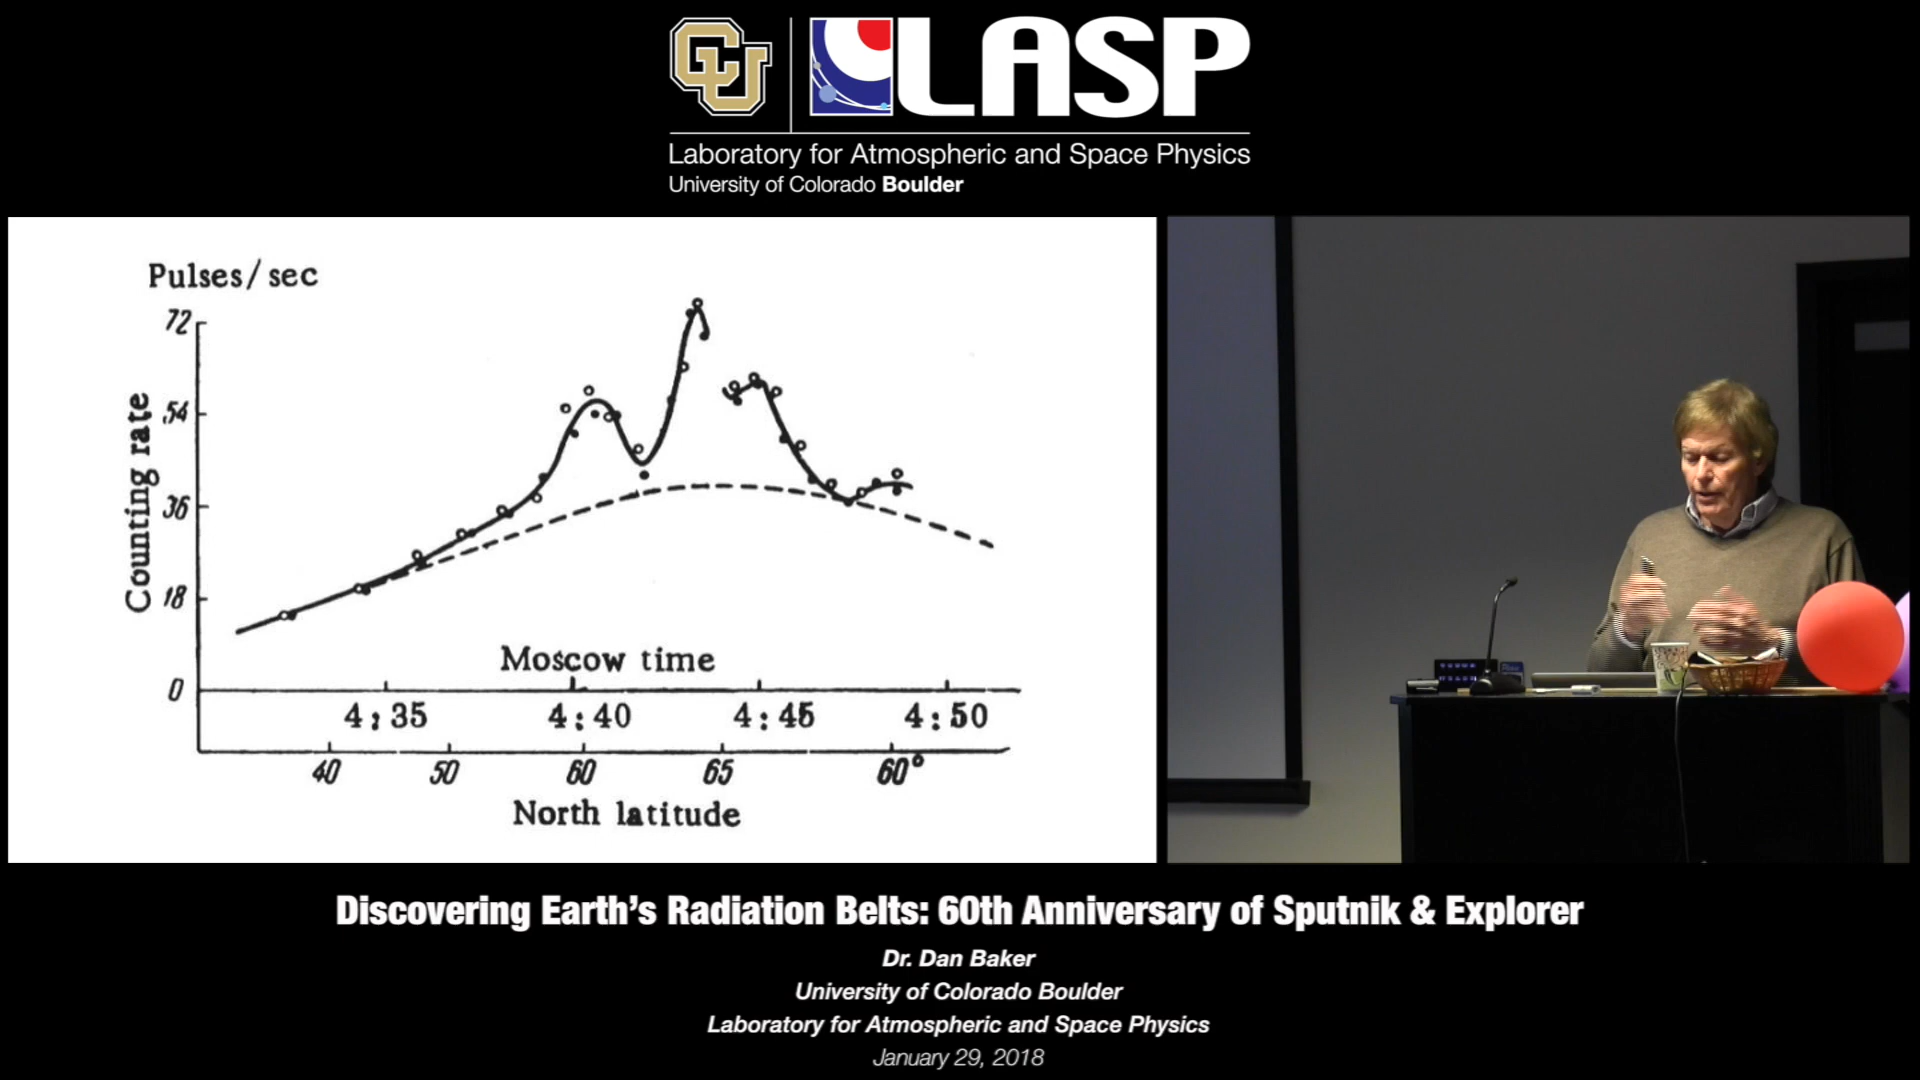 CU
LASP
Laboratory for Atmospheric and Space Physics
University of Colorado Boulder
Pulses/sec
72
54
36
18
0
Counting rate
Moscow time
4:35
4:40
4:45
4:50
40
50
60
65
60°
North latitude
Discovering Earth's Radiation Belts: 60th Anniversary of Sputnik & Explorer
Dr. Dan Baker
University of Colorado Boulder
Laboratory for Atmospheric and Space Physics
January 29, 2018